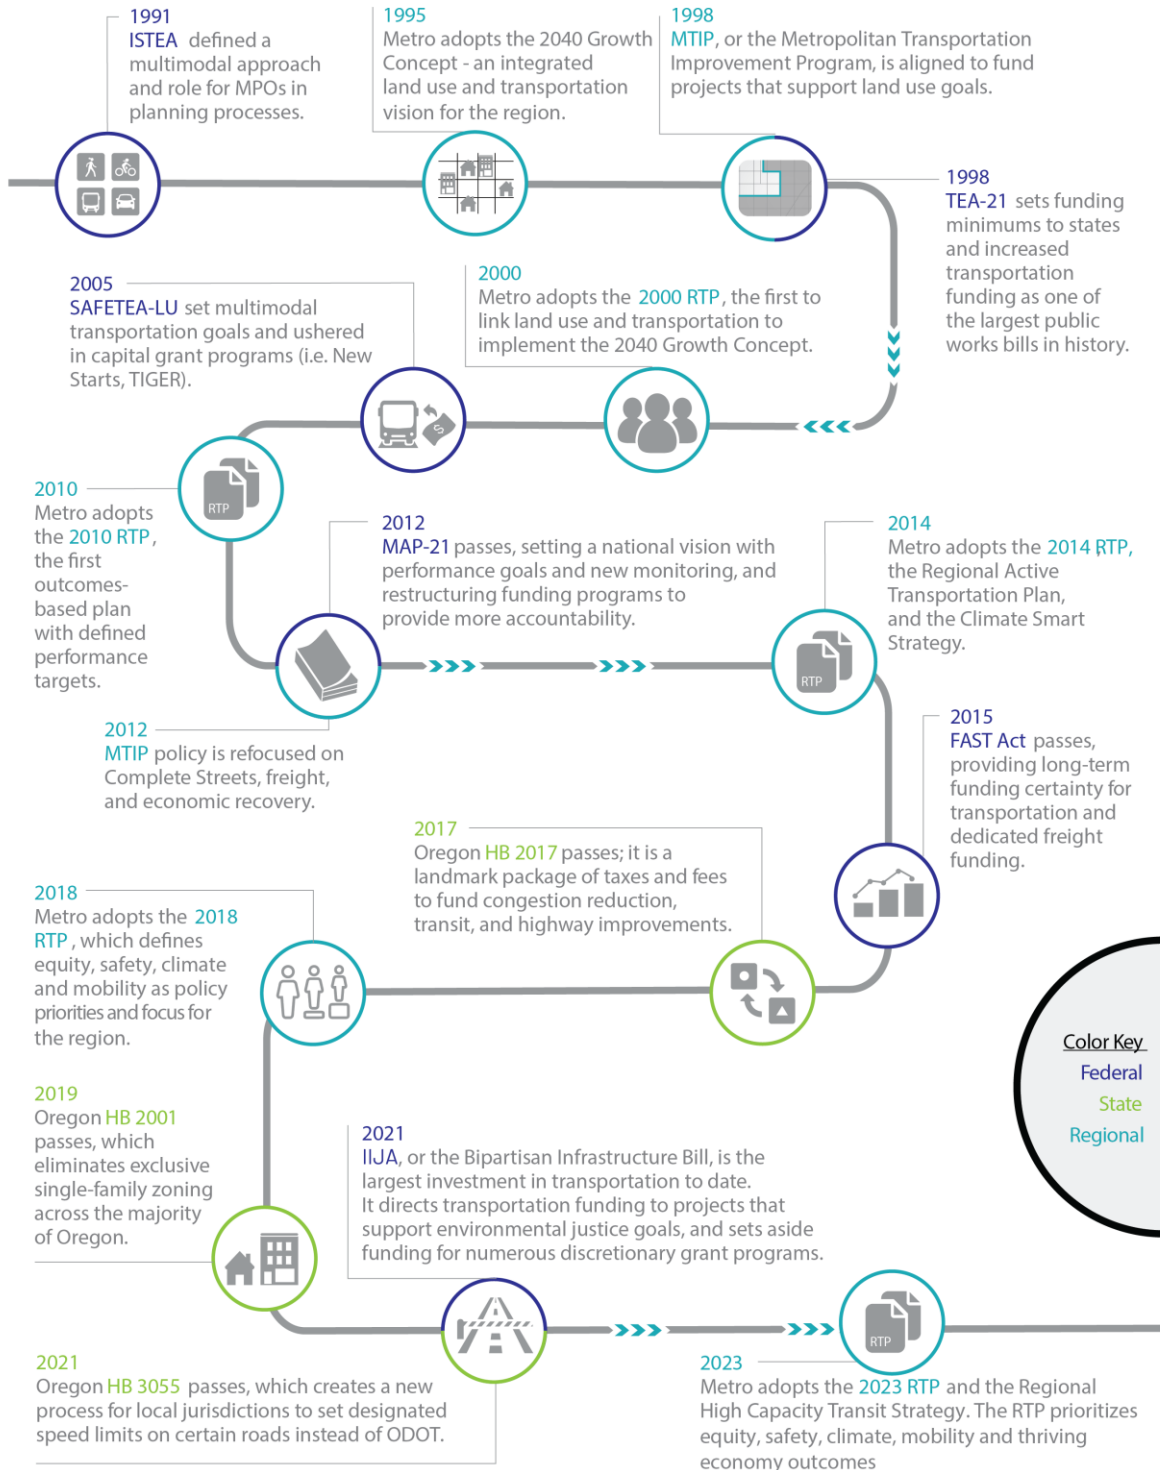 1991
ISTEA defined a
multimodal approach
and role for MPOs in
planning processes.
1995
Metro adopts the 2040 Growth
Concept - an integrated
land use and transportation
vision for the region.
1998
MTIP, or the Metropolitan Transportation
Improvement Program, is aligned to fund
projects that support land use goals.
1998
TEA-21 sets funding
minimums to states
and increased
transportation
funding as one of
the largest public
works bills in history.
2000
Metro adopts the 2000 RTP, the first to
link land use and transportation to
implement the 2040 Growth Concept.
2005
SAFETEA-LU set multimodal
transportation goals and ushered
in capital grant programs (i.e. New
Starts, TIGER).
$
RTP
2010
Metro adopts
the 2010 RTP,
the first
outcomes-
based plan
with defined
performance
targets.
2012
MAP-21 passes, setting a national vision with
performance goals and new monitoring, and
restructuring funding programs to
provide more accountability.
2012
MTIP policy is refocused on
Complete Streets, freight,
and economic recovery.
2014
Metro adopts the 2014 RTP,
the Regional Active
Transportation Plan,
and the Climate Smart
Strategy.
RTP
2015
FAST Act passes,
providing long-term
funding certainty for
transportation and
dedicated freight
funding.
2017
Oregon HB 2017 passes; it is a
landmark package of taxes and fees
to fund congestion reduction,
transit, and highway improvements.
2018
Metro adopts the 2018
RTP, which defines
equity, safety, climate
and mobility as policy
priorities and focus for
the region.
2019
Oregon HB 2001
passes, which
eliminates exclusive
single-family zoning
across the majority
of Oregon.
2021
IIJA, or the Bipartisan Infrastructure Bill, is the
largest investment in transportation to date.
It directs transportation funding to projects that
support environmental justice goals, and sets aside
funding for numerous discretionary grant programs.
2021
Oregon HB 3055 passes, which creates a new
process for local jurisdictions to set designated
speed limits on certain roads instead of ODOT.
RTP
2023
Metro adopts the 2023 RTP and the Regional
High Capacity Transit Strategy. The RTP prioritizes
equity, safety, climate, mobility and thriving
economy outcomes
Color Key
Federal
State
Regional